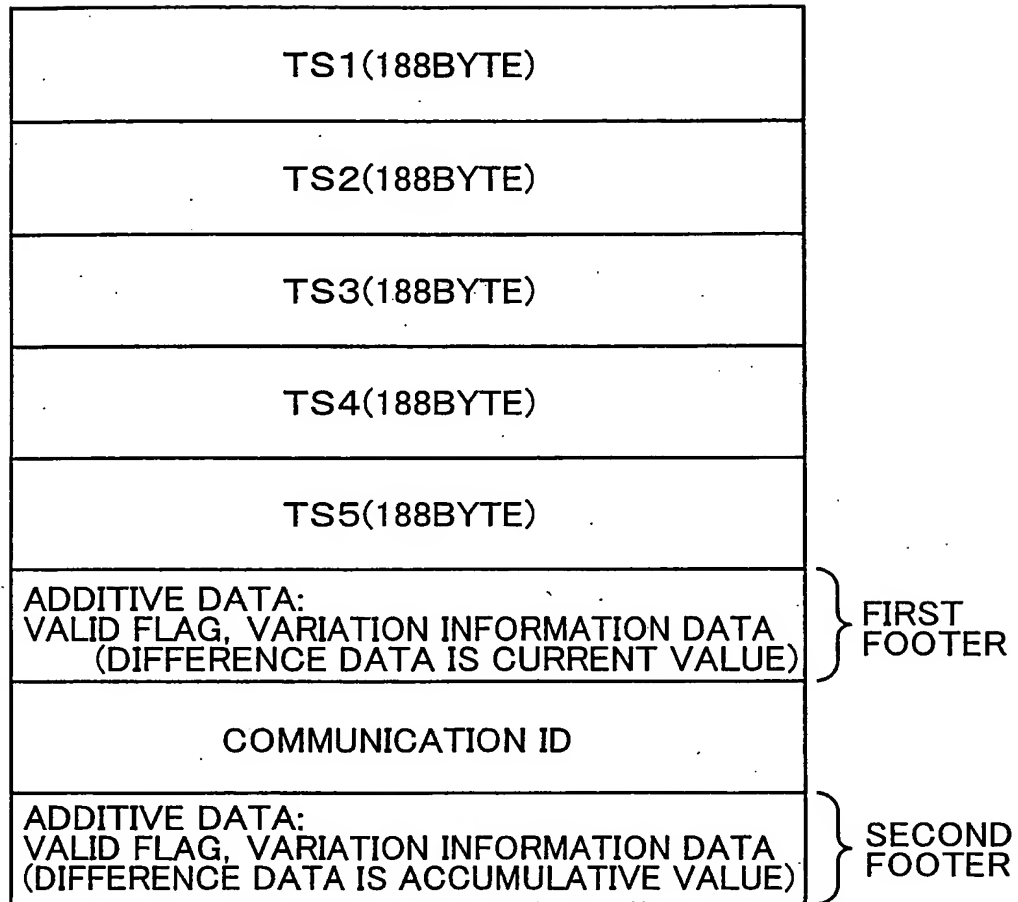 TS1(188BYTE)
TS2(188BYTE)
TS3(188BYTE)
TS4(188BYTE)
TS5(188BYTE)
ADDITIVE DATA:
VALID FLAG, VARIATION INFORMATION DATA
(DIFFERENCE DATA IS CURRENT VALUE)
FIRST
FOOTER
COMMUNICATION ID
ADDITIVE DATA:
VALID FLAG, VARIATION INFORMATION DATA
(DIFFERENCE DATA IS ACCUMULATIVE VALUE)
SECOND
FOOTER